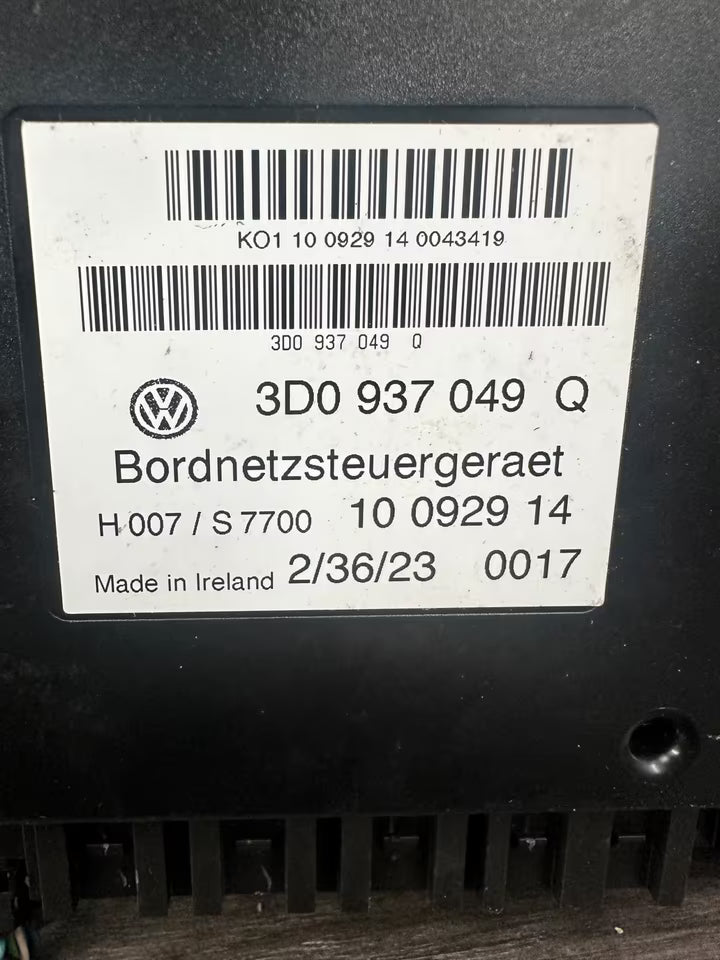 KO1 10 0929 14 0043419
3D0 937 049 Q
3D0 937 049 Q
Bordnetzsteuergeraet
H 007 / S 7700 10 0929 14
Made in Ireland 2/36/23 0017